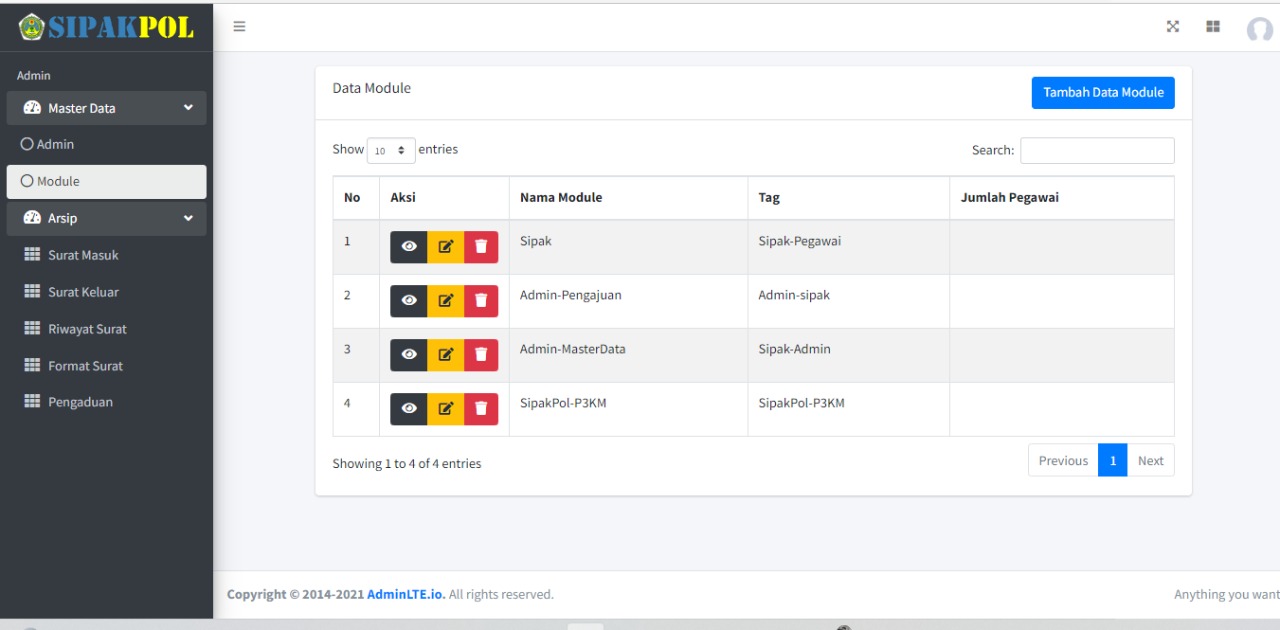 SIPAKPOL
Admin
Master Data
Admin
Module
Arsip
Surat Masuk
Surat Keluar
Riwayat Surat
Format Surat
Pengaduan
Data Module
Tambah Data Module
Show 10 entries
Search:
No Aksi Nama Module Tag Jumlah Pegawai
1 Sipak Sipak-Pegawai
2 Admin-Pengajuan Admin-sipak
3 Admin-MasterData Sipak-Admin
4 SipakPol-P3KM SipakPol-P3KM
Showing 1 to 4 of 4 entries
Previous 1 Next
Copyright © 2014-2021 AdminLTE.io. All rights reserved.
Anything you want